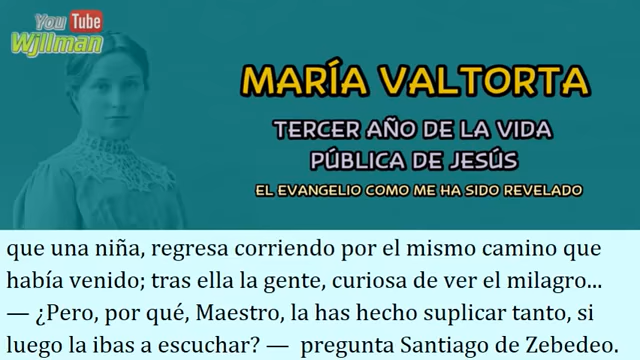 YouTube
Wjllman
MARÍA VALTORTA
TERCER AÑO DE LA VIDA
PÚBLICA DE JESÚS
EL EVANGELIO COMO ME HA SIDO REVELADO
que una niña, regresa corriendo por el mismo camino que
había venido; tras ella la gente, curiosa de ver el milagro...
— ¿Pero, por qué, Maestro, la has hecho suplicar tanto, si
luego la ibas a escuchar? — pregunta Santiago de Zebedeo.